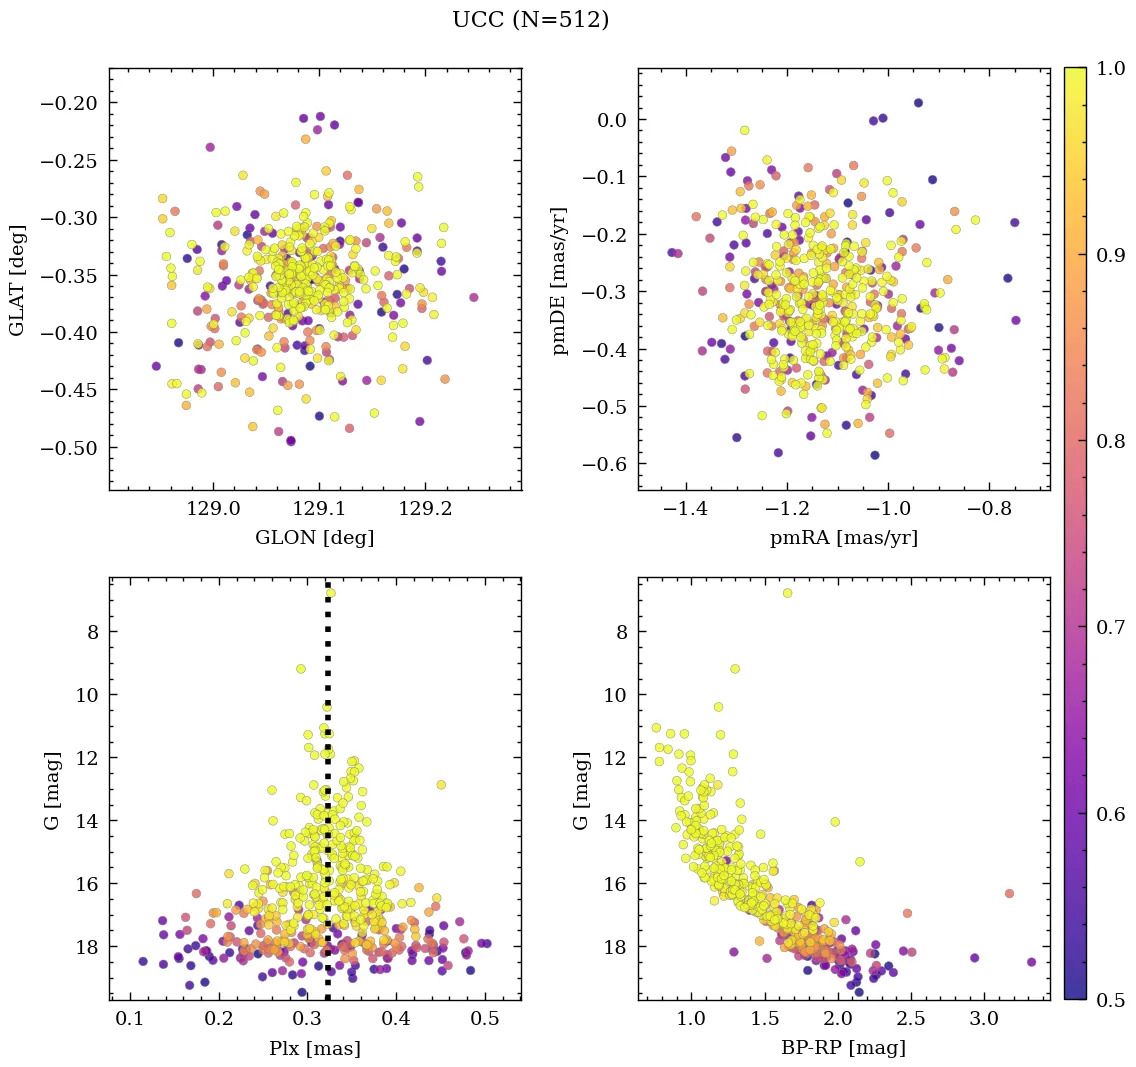 UCC (N=512)
−0.20
−0.25
−0.30
−0.35
−0.40
−0.45
−0.50
GLAT [deg]
129.0 129.1 129.2
GLON [deg]
0.0
−0.1
−0.2
−0.3
−0.4
−0.5
−0.6
pmDE [mas/yr]
−1.4 −1.2 −1.0 −0.8
pmRA [mas/yr]
8
10
12
14
16
18
G [mag]
0.1 0.2 0.3 0.4 0.5
Plx [mas]
8
10
12
14
16
18
G [mag]
1.0 1.5 2.0 2.5 3.0
BP-RP [mag]
1.0
0.9
0.8
0.7
0.6
0.5